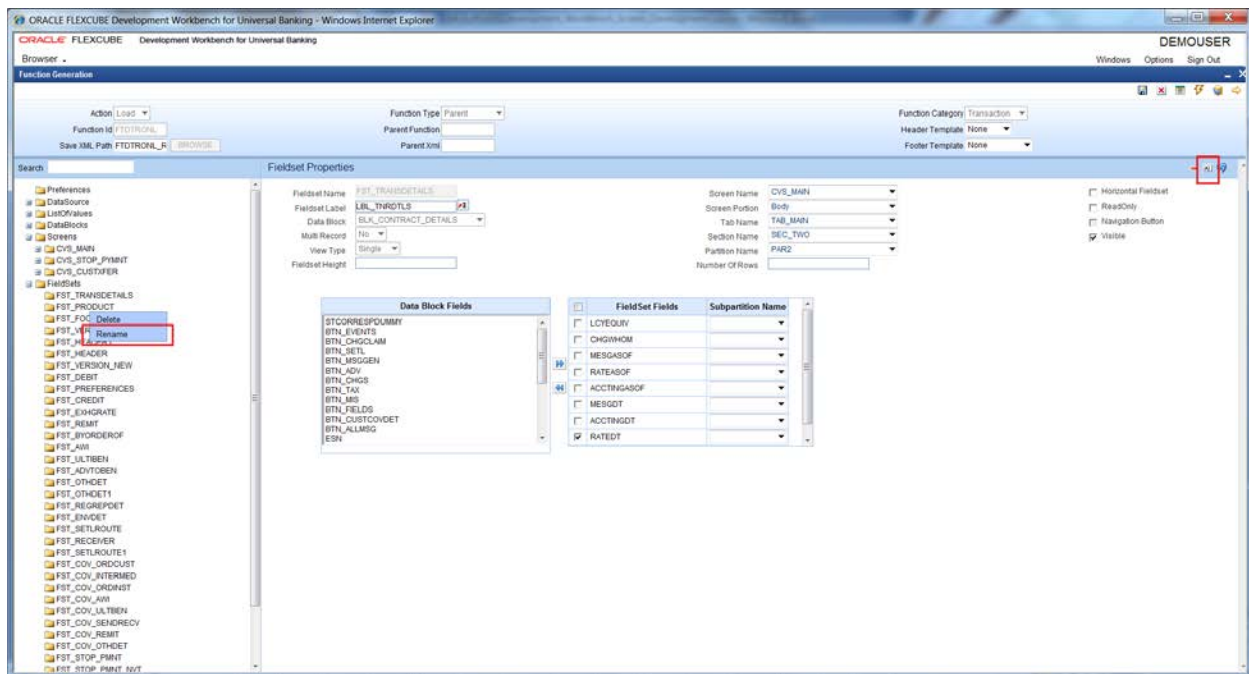 ORACLE FLEXCUBE Development Workbench for Universal Banking - Windows Internet Explorer
ORACLE FLEXCUBE Development Workbench for Universal Banking
DEMOUSER
Browser
Windows Options Sign Out
Function Generation
Action Load Function Type Parent Function Category Transaction
Function Id FTDTRONL Parent Function Header Template None
Save XML Path FTDTRONL_R BROWSE Parent Xml Footer Template None
Search
Fieldset Properties
Preferences
DataSource
ListOfValues
DataBlocks
Screens
CVS_MAIN
CVS_STOP_PYMNT
CVS_CUSTXFER
FieldSets
FST_TRANSDETAILS
FST_PRODUCT
Delete
Rename
FST_HEADER
FST_VERSION_NEW
FST_DEBIT
FST_PREFERENCES
FST_CREDIT
FST_EXHGRATE
FST_REMIT
FST_BYORDEROF
FST_AWI
FST_ULTIBEN
FST_ADVTOBEN
FST_OTHDET
FST_OTHDET1
FST_REGREPDET
FST_ENVDET
FST_SETLROUTE
FST_RECEIVER
FST_SETLROUTE1
FST_COV_ORDCUST
FST_COV_INTERMED
FST_COV_ORDINST
FST_COV_AWI
FST_COV_ULTBEN
FST_COV_SENDRECV
FST_COV_REMIT
FST_COV_OTHDET
FST_STOP_PMNT
FST_STOP_PMNT_NVT
Fieldset Name FST_TRANSDETAILS
Fieldset Label LBL_TNRDTLS
Data Block BLK_CONTRACT_DETAILS
Multi Record No
View Type Single
Fieldset Height
Screen Name CVS_MAIN
Screen Portion Body
Tab Name TAB_MAIN
Section Name SEC_TWO
Partition Name PAR2
Number Of Rows
Horizontal Fieldset
ReadOnly
Navigation Button
Visible
Data Block Fields
STCORRESPDUMMY
BTN_EVENTS
BTN_CHGCLAIM
BTN_SETL
BTN_MSGGEN
BTN_ADV
BTN_CHGS
BTN_TAX
BTN_MIS
BTN_FIELDS
BTN_CUSTCOVDET
BTN_ALLMSG
ESN
FieldSet Fields Subpartition Name
LCYEQUIV
CHGWHOM
MESGASOF
RATEASOF
ACCTINGASOF
MESGDT
ACCTINGDT
RATEDT